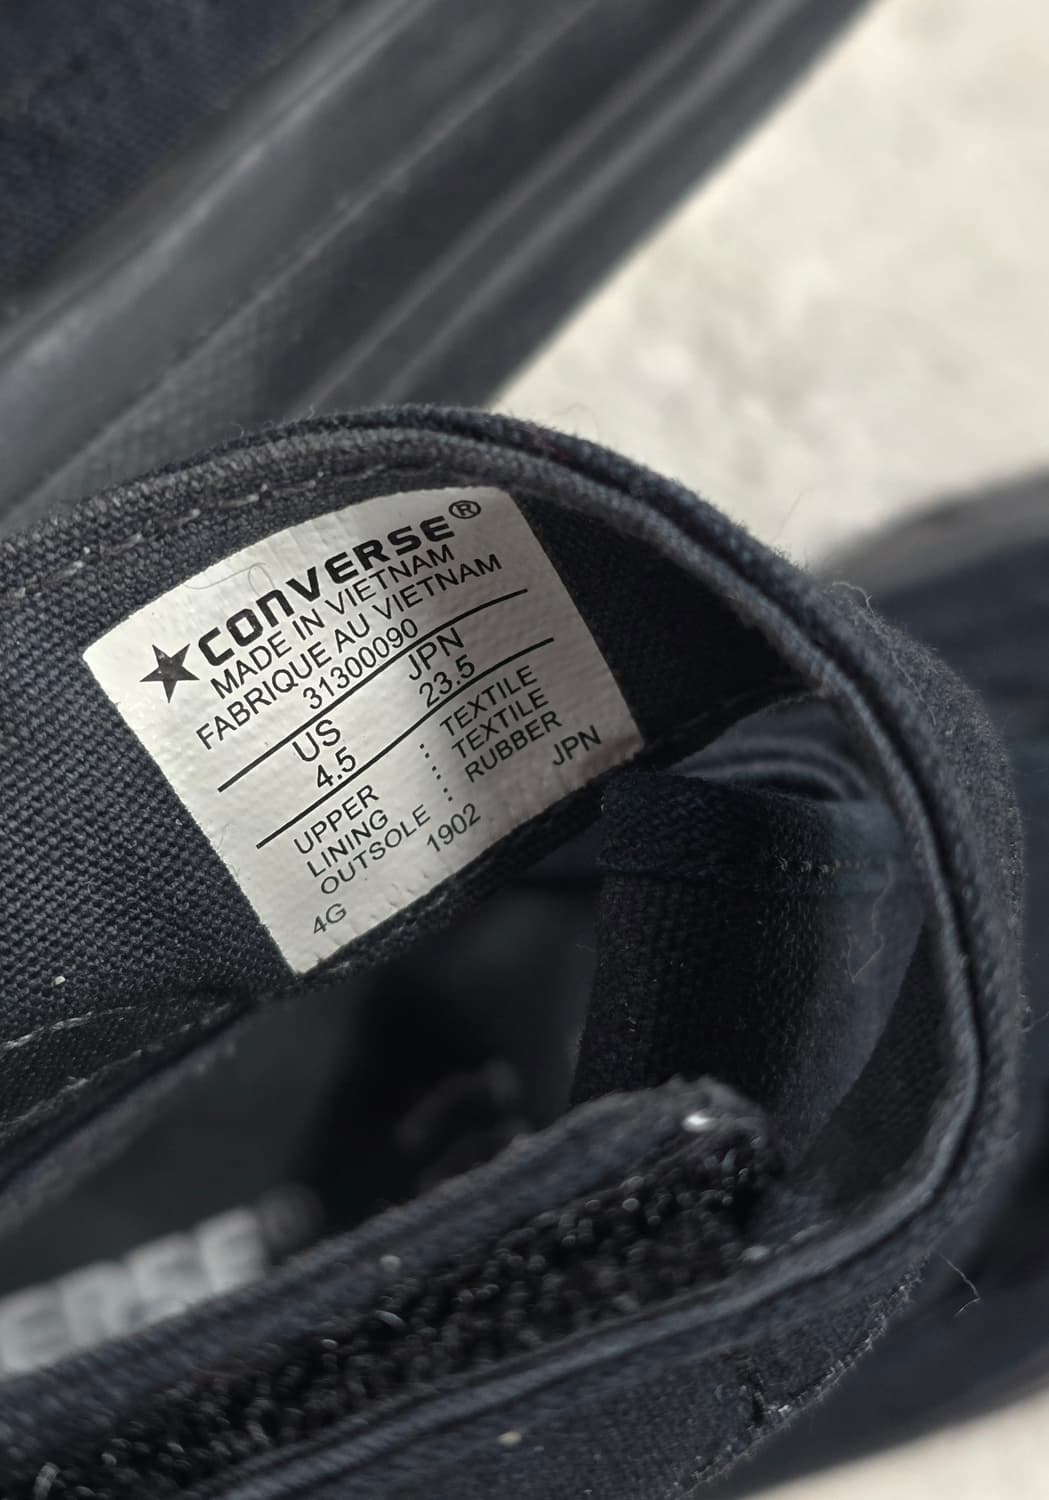 CONVERSE®
MADE IN VIETNAM
FABRIQUE AU VIETNAM
31300090
US JPN
4.5 23.5
UPPER : TEXTILE
LINING : TEXTILE
OUTSOLE : RUBBER
4G 1902 JPN